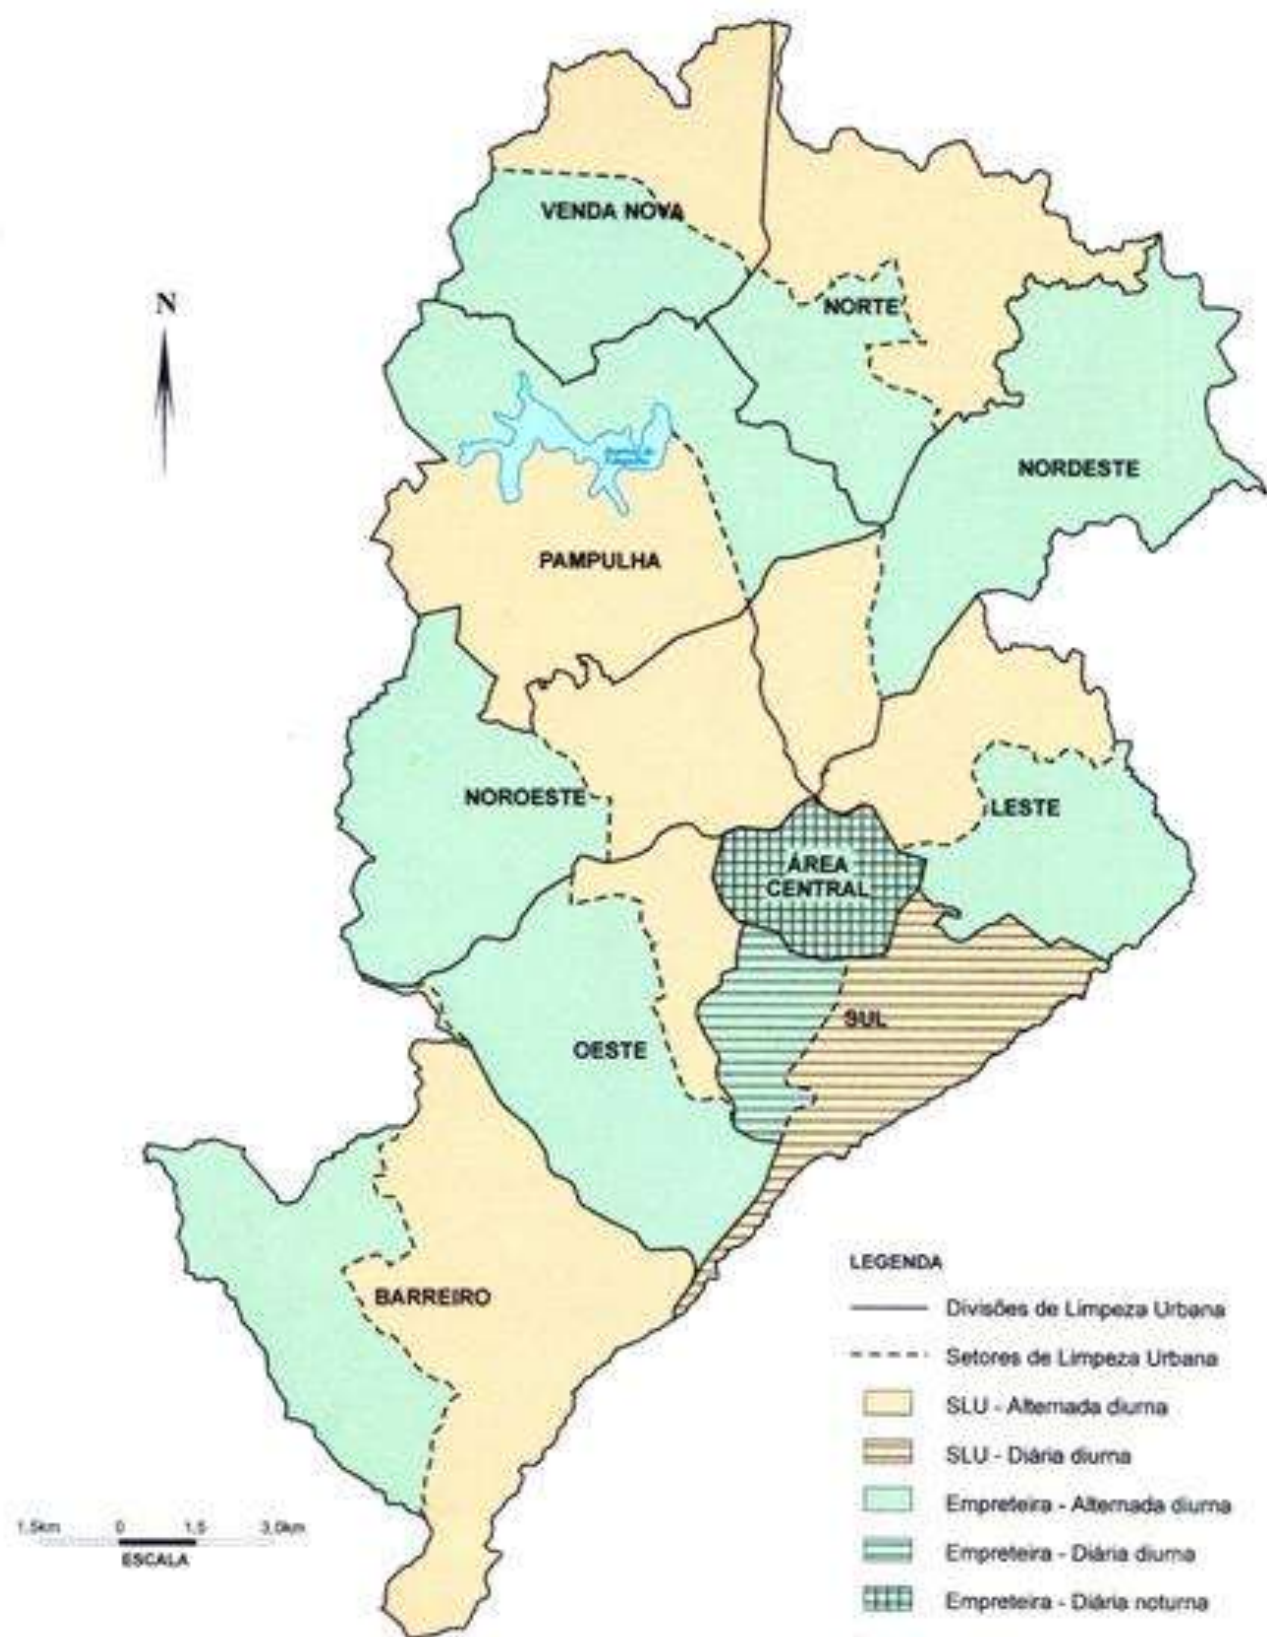 VENDA NOVA
N
NORTE
NORDESTE
PAMPULHA
NOROESTE
LESTE
ÁREA
CENTRAL
SUL
OESTE
BARREIRO
LEGENDA
Divisões de Limpeza Urbana
Setores de Limpeza Urbana
SLU - Alternada diurna
SLU - Diária diurna
Empreteira - Alternada diurna
Empreteira - Diária diurna
Empreteira - Diária noturna
1,5km 0 1,5 3,0km
ESCALA